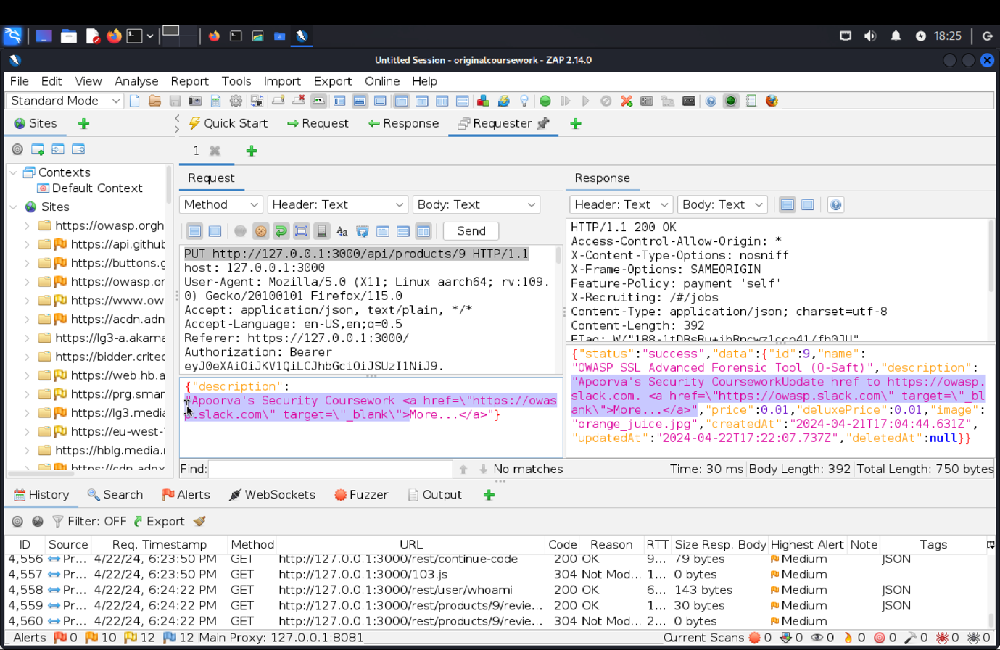 18:25
Untitled Session - originalcoursework - ZAP 2.14.0
File Edit View Analyse Report Tools Import Export Online Help
Standard Mode
Sites
Quick Start
Request
Response
Requester
1
Contexts
Default Context
Sites
https://owasp.orgh
https://api.github
https://buttons.g
https://owasp.or
https://www.ow
https://acdn.adn
https://lg3-a.akama
https://bidder.criteo
https://web.hb.a
https://prg.smar
https://lg3.media
https://eu-west-
https://hblg.media.r
https://cdn.adnx
Request
Method Header: Text Body: Text
Send
PUT http://127.0.0.1:3000/api/products/9 HTTP/1.1
host: 127.0.0.1:3000
User-Agent: Mozilla/5.0 (X11; Linux aarch64; rv:109.
0) Gecko/20100101 Firefox/115.0
Accept: application/json, text/plain, */*
Accept-Language: en-US,en;q=0.5
Referer: https://127.0.0.1:3000/
Authorization: Bearer
eyJ0eXAiOiJKV1QiLCJhbGciOiJSUzI1NiJ9.
{"description":
"Apoorva's Security Coursework <a href=\"https://owas
p.slack.com\" target=\"_blank\">More...</a>"}
Find:
No matches
Response
Header: Text Body: Text
HTTP/1.1 200 OK
Access-Control-Allow-Origin: *
X-Content-Type-Options: nosniff
X-Frame-Options: SAMEORIGIN
Feature-Policy: payment 'self'
X-Recruiting: /#/jobs
Content-Type: application/json; charset=utf-8
Content-Length: 392
{"status":"success","data":{"id":9,"name":
"OWASP SSL Advanced Forensic Tool (O-Saft)","description":
"Apoorva's Security CourseworkUpdate href to https://owasp.
slack.com. <a href=\"https://owasp.slack.com\" target=\"_bl
ank\">More...</a>","price":0.01,"deluxePrice":0.01,"image":
"orange_juice.jpg","createdAt":"2024-04-21T17:04:44.631Z",
"updatedAt":"2024-04-22T17:22:07.737Z","deletedAt":null}}
Time: 30 ms Body Length: 392 Total Length: 750 bytes
History Search Alerts WebSockets Fuzzer Output
Filter: OFF Export
ID Source Req. Timestamp Method URL Code Reason RTT Size Resp. Body Highest Alert Note Tags
4,556 Pr... 4/22/24, 6:23:50 PM GET http://127.0.0.1:3000/rest/continue-code 200 OK 9... 79 bytes Medium JSON
4,557 Pr... 4/22/24, 6:23:50 PM GET http://127.0.0.1:3000/103.js 304 Not Mod... 1... 0 bytes Medium
4,558 Pr... 4/22/24, 6:24:22 PM GET http://127.0.0.1:3000/rest/user/whoami 200 OK 6... 143 bytes Medium JSON
4,559 Pr... 4/22/24, 6:24:22 PM GET http://127.0.0.1:3000/rest/products/9/revie... 200 OK 1... 30 bytes Medium JSON
4,560 Pr... 4/22/24, 6:24:22 PM GET http://127.0.0.1:3000/rest/products/9/revie... 304 Not Mod... 2... 0 bytes Medium
Alerts 0 10 12 12 Main Proxy: 127.0.0.1:8081 Current Scans 0 0 0 0 0 0 0 0